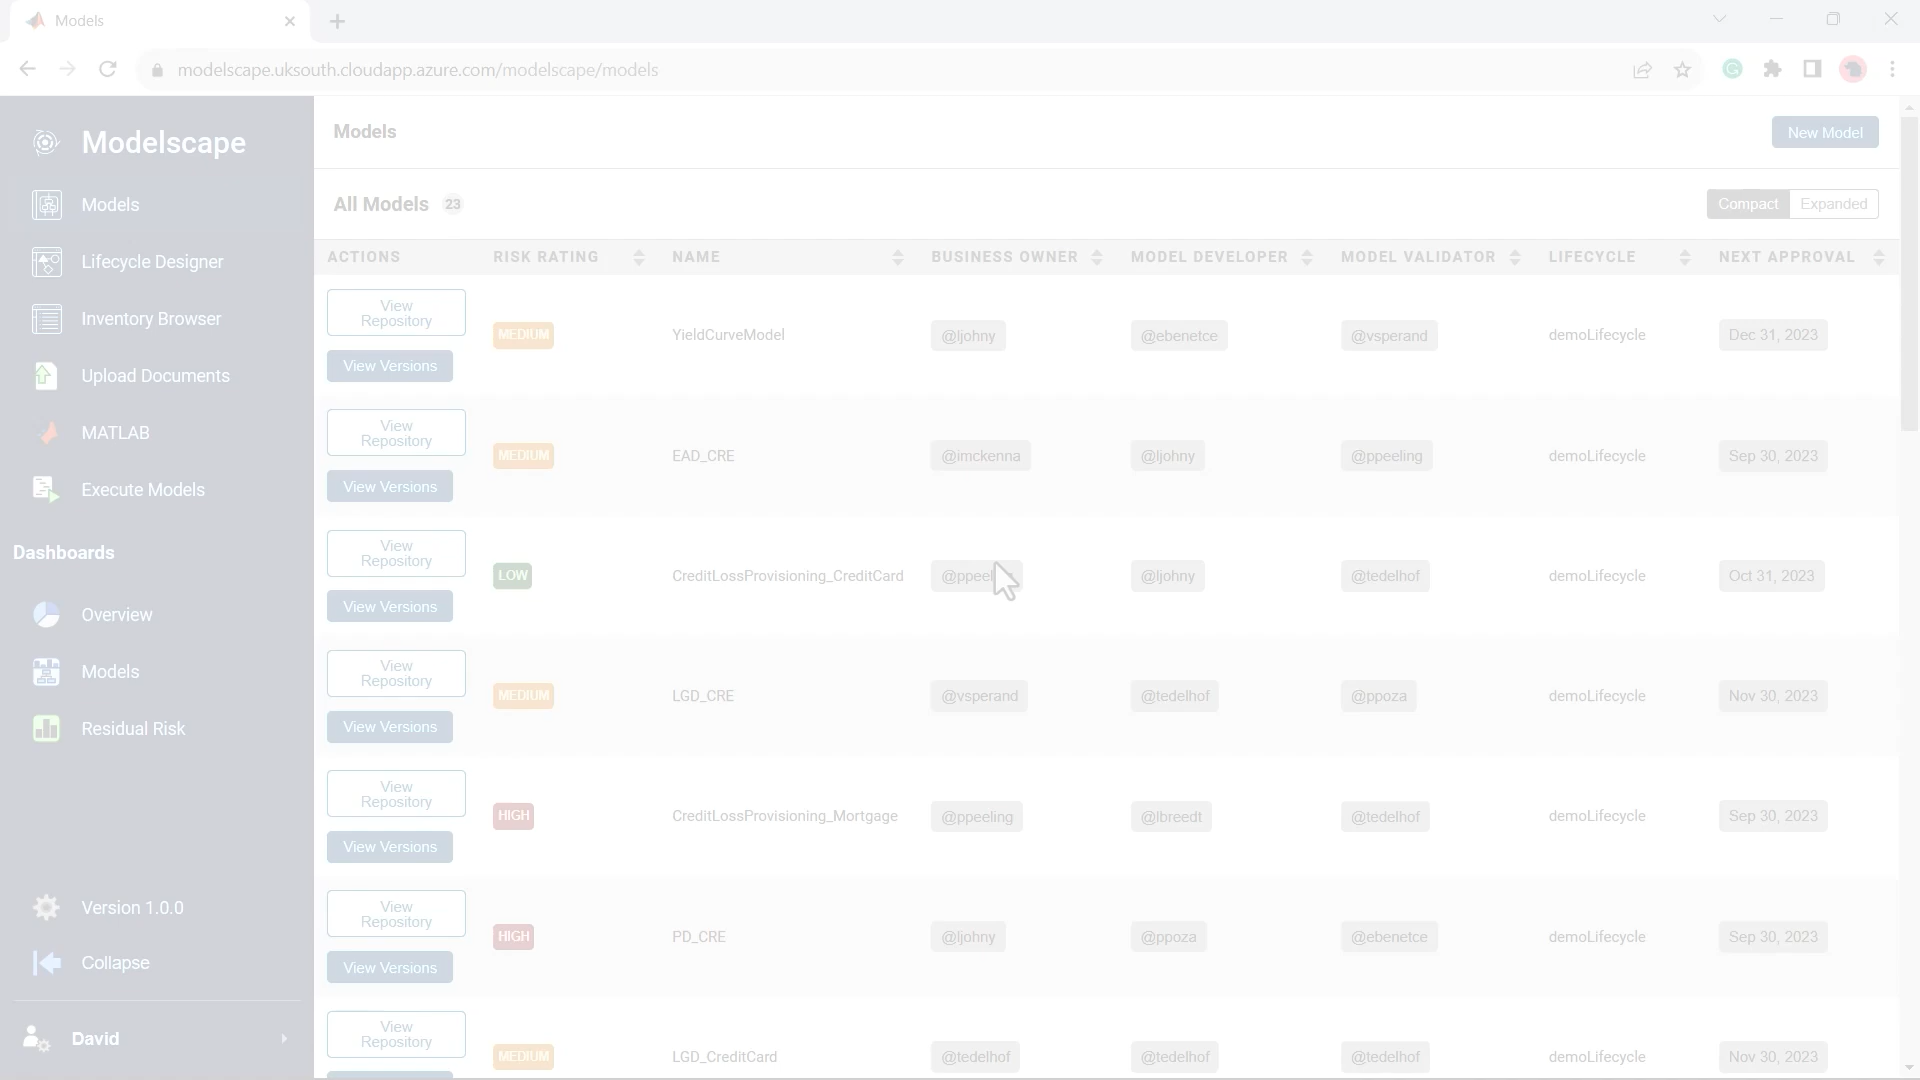 Models
modelscape.uksouth.cloudapp.azure.com/modelscape/models
Modelscape
Models
Lifecycle Designer
Inventory Browser
Upload Documents
MATLAB
Execute Models
Dashboards
Overview
Models
Residual Risk
Version 1.0.0
Collapse
David
Models
New Model
All Models 23
Compact Expanded
ACTIONS RISK RATING NAME BUSINESS OWNER MODEL DEVELOPER MODEL VALIDATOR LIFECYCLE NEXT APPROVAL
View
Repository
View Versions
MEDIUM YieldCurveModel @ljohny @ebenetce @vsperand demoLifecycle Dec 31, 2023
View
Repository
View Versions
MEDIUM EAD_CRE @imckenna @ljohny @ppeeling demoLifecycle Sep 30, 2023
View
Repository
View Versions
LOW CreditLossProvisioning_CreditCard @ljohny @tedelhof demoLifecycle Oct 31, 2023
View
Repository
View Versions
MEDIUM LGD_CRE @vsperand @tedelhof @ppoza demoLifecycle Nov 30, 2023
View
Repository
View Versions
HIGH CreditLossProvisioning_Mortgage @ppeeling @lbreedt @tedelhof demoLifecycle Sep 30, 2023
View
Repository
View Versions
HIGH PD_CRE @ljohny @ppoza @ebenetce demoLifecycle Sep 30, 2023
View
Repository
MEDIUM LGD_CreditCard @tedelhof @tedelhof @tedelhof demoLifecycle Nov 30, 2023